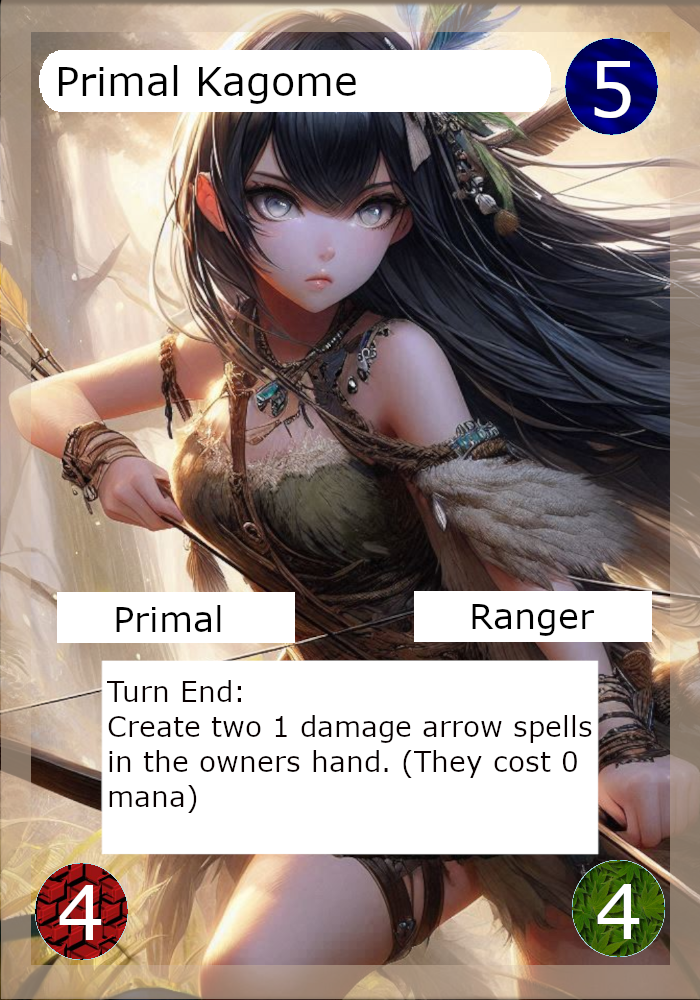 Primal Kagome
5
Primal
Ranger
Turn End:
Create two 1 damage arrow spells
in the owners hand. (They cost 0
mana)
4
4